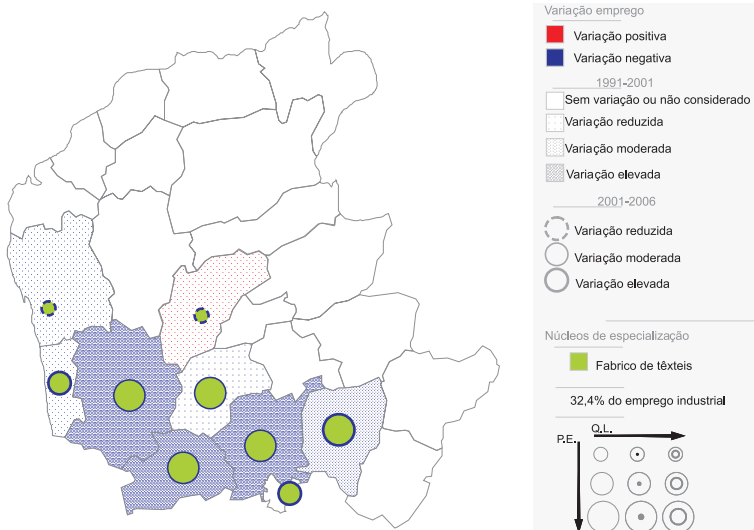 Variação emprego
Variação positiva
Variação negativa
1991-2001
Sem variação ou não considerado
Variação reduzida
Variação moderada
Variação elevada
2001-2006
Variação reduzida
Variação moderada
Variação elevada
Núcleos de especialização
Fabrico de têxteis
32,4% do emprego industrial
Q.L.
P.E.